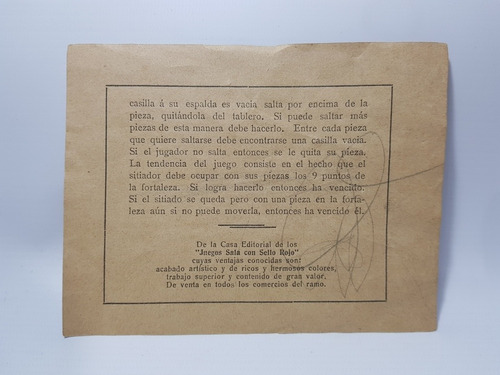 casilla á su espalda es vacia salta por encima de la
pieza, quitándola del tablero. Si puede saltar más
piezas de esta manera debe hacerlo. Entre cada pieza
que quiere saltarse debe encontrarse una casilla vacia.
Si el jugador no salta entonces se le quita su pieza.
La tendencia del juego consiste en el hecho que el
sitiador debe ocupar con sus piezas los 9 puntos de
la fortaleza. Si logra hacerlo entonces ha vencido.
Si el sitiado se queda pero con una pieza en la forta-
leza aún si no puede moverla, entonces ha vencido él.
De la Casa Editorial de los
"Juegos Sala con Sello Rojo"
cuyas ventajas conocidas son:
acabado artístico y de ricos y hermosos colores,
trabajo superior y contenido de gran valor.
De venta en todos los comercios del ramo.